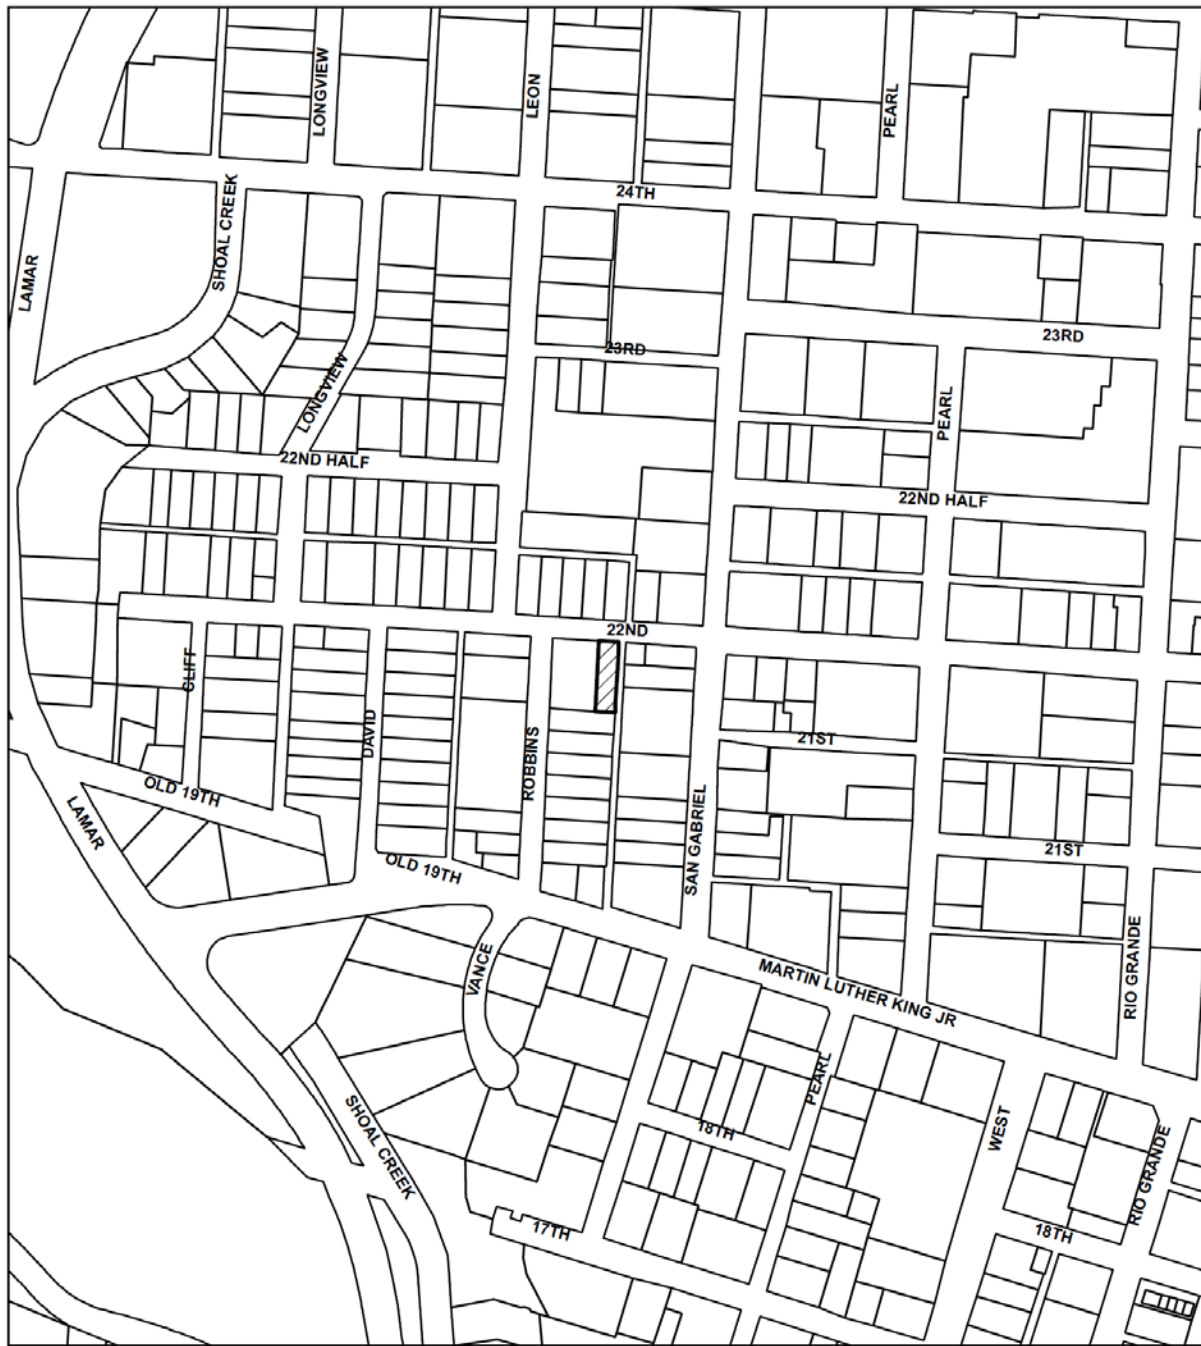 LONGVIEW
LEON
PEARL
24TH
SHOAL CREEK
LAMAR
23RD
23RD
LONGVIEW
PEARL
22ND HALF
22ND HALF
22ND
CLIFF
DAVID
ROBBINS
21ST
OLD 19TH
LAMAR
SAN GABRIEL
21ST
OLD 19TH
VANCE
MARTIN LUTHER KING JR
RIO GRANDE
PEARL
SHOAL CREEK
18TH
WEST
RIO GRANDE
17TH
18TH